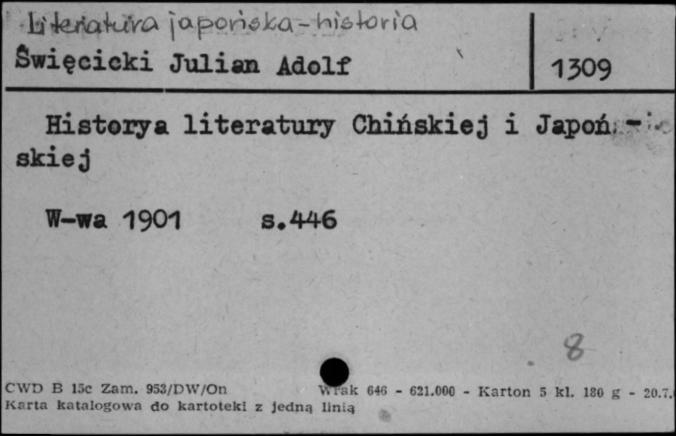 Literatura japońska - historia
Święcicki Julian Adolf
1309
Historya literatury Chińskiej i Japoń -
skiej
W-wa 1901 s.446
8
CWD B 15c Zam. 953/DW/On Wrak 646 - 621.000 - Karton 5 kl. 180 g - 20.7.
Karta katalogowa do kartoteki z jedną linią